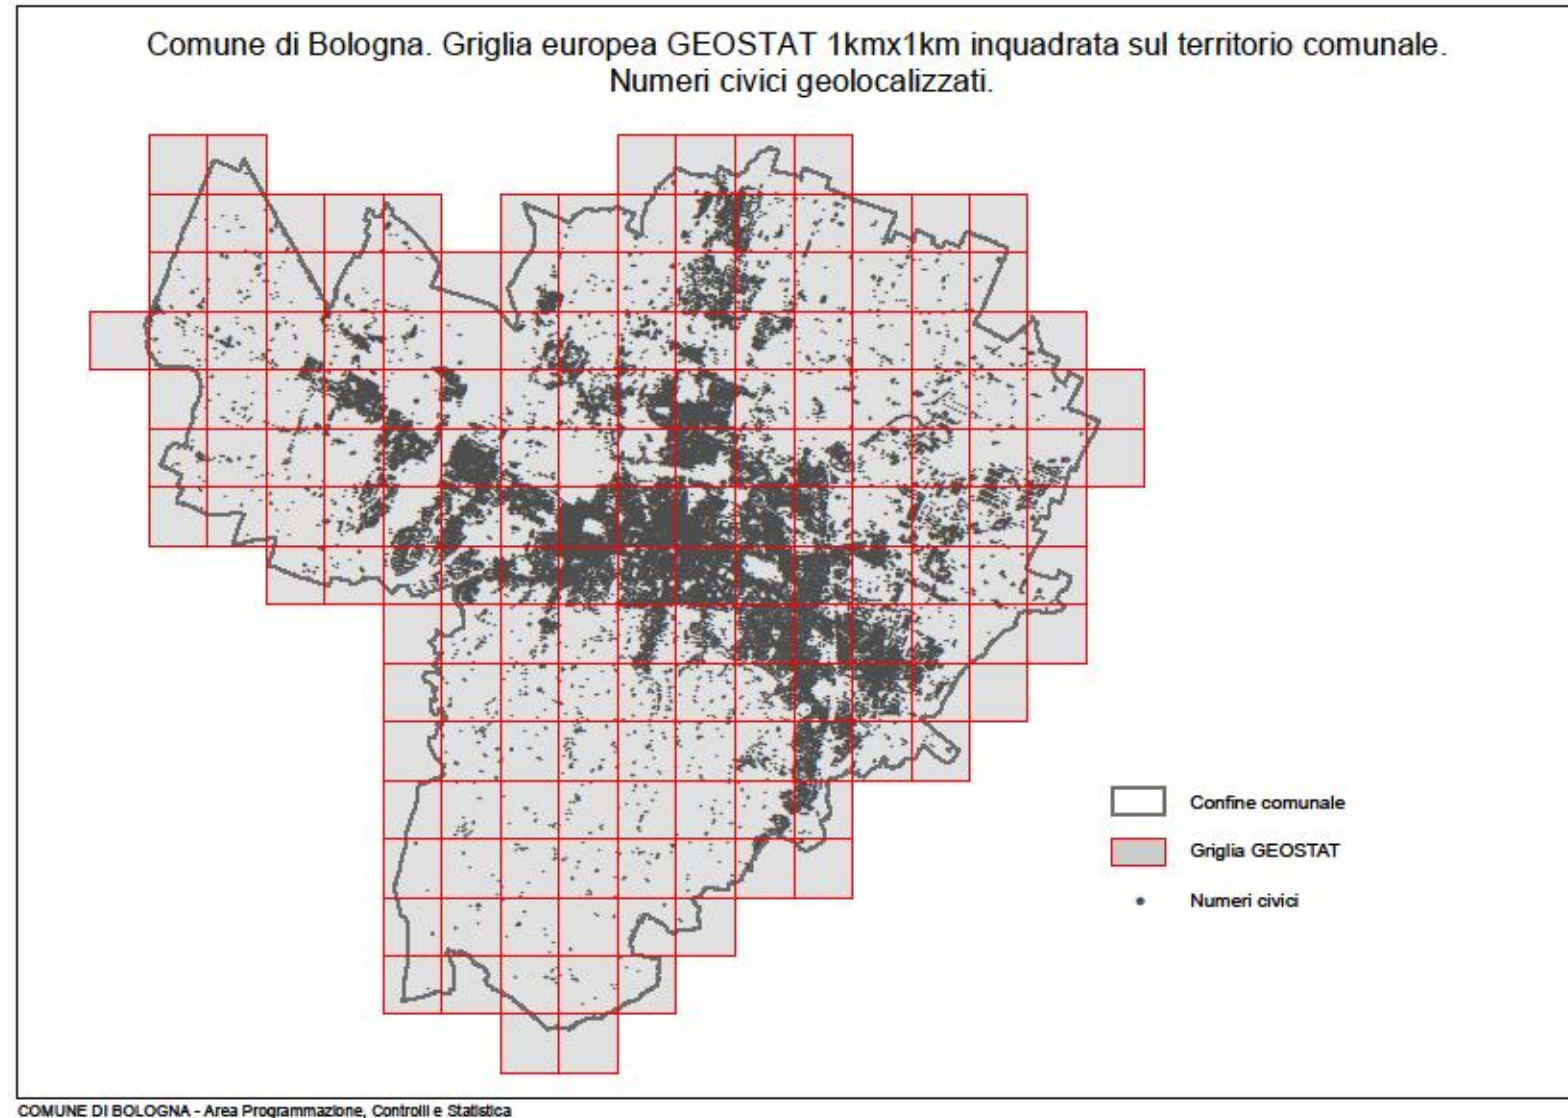 Comune di Bologna. Griglia europea GEOSTAT 1kmx1km inquadrata sul territorio comunale.
Numeri civici geolocalizzati.
Confine comunale
Griglia GEOSTAT
Numeri civici
COMUNE DI BOLOGNA - Area Programmazione, Controlli e Statistica